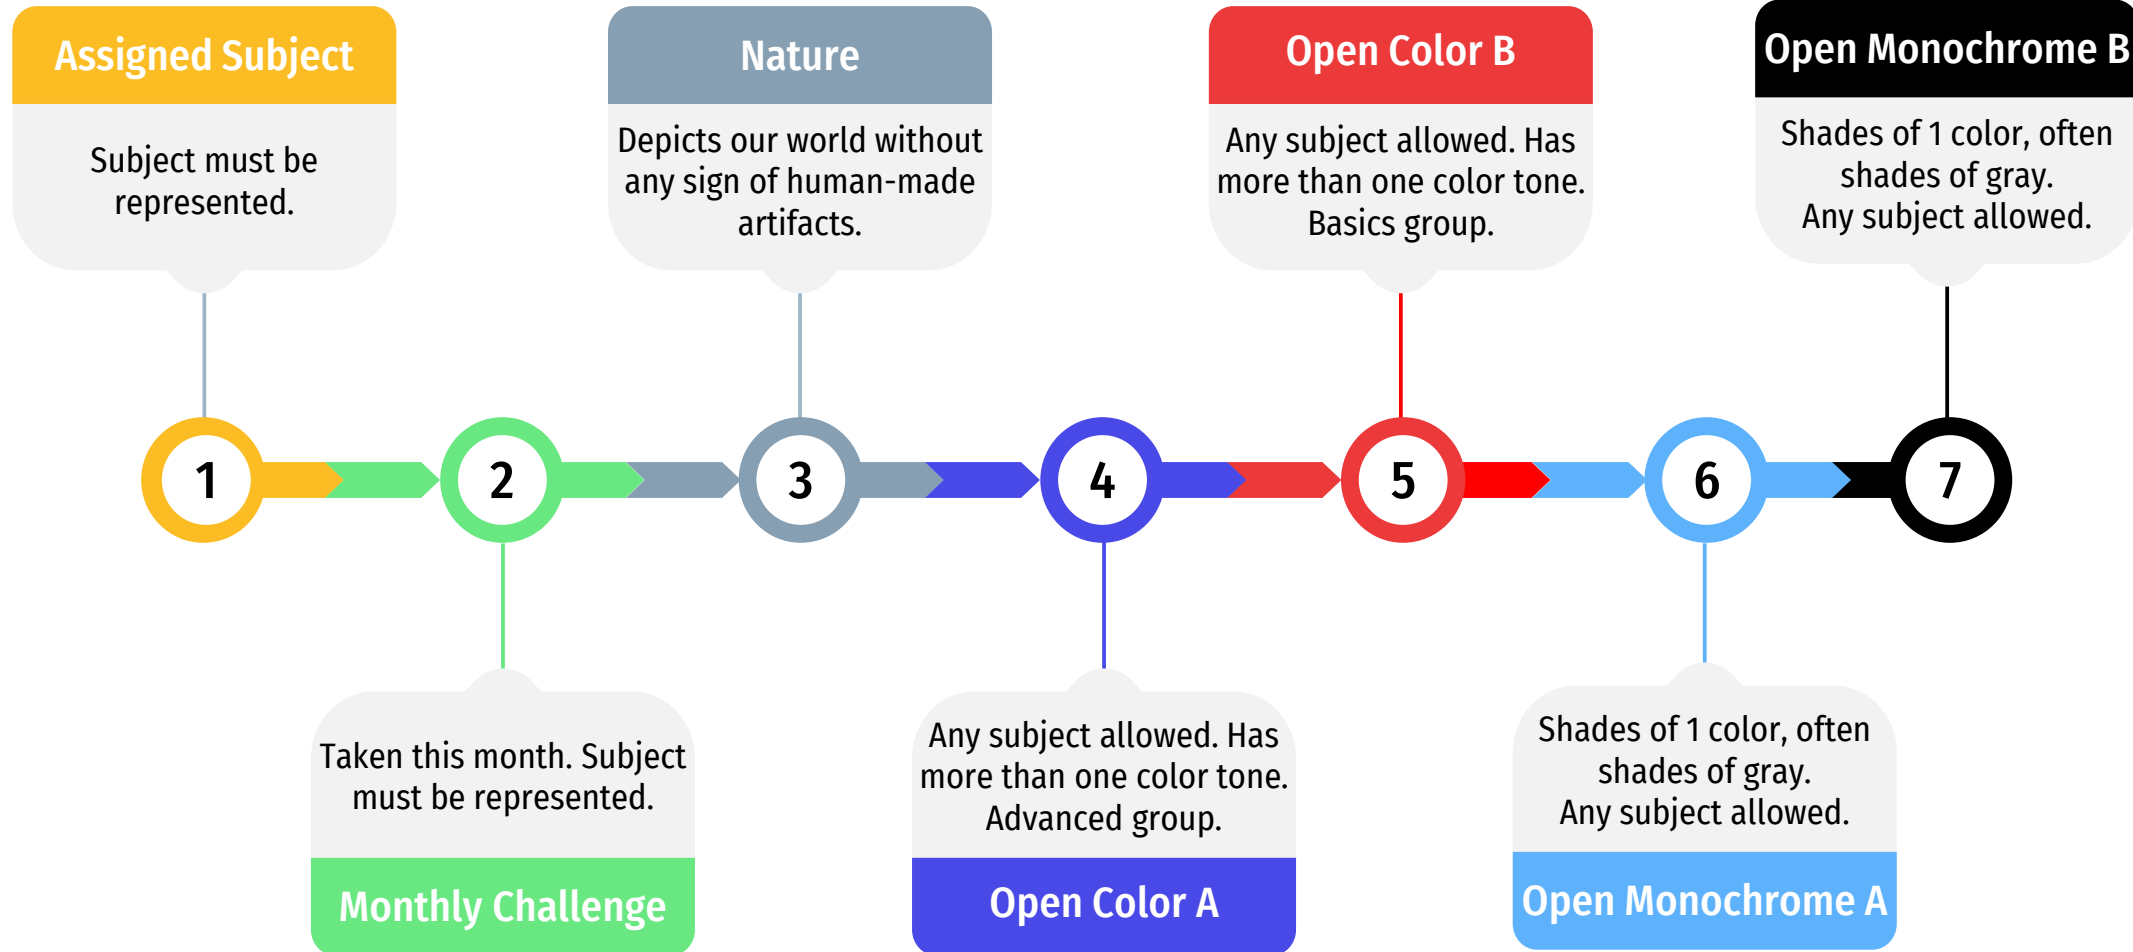 Assigned Subject
Subject must be
represented.
Nature
Depicts our world without
any sign of human-made
artifacts.
Open Color B
Any subject allowed. Has
more than one color tone.
Basics group.
Open Monochrome B
Shades of 1 color, often
shades of gray.
Any subject allowed.
1
2
3
4
5
6
7
Taken this month. Subject
must be represented.
Monthly Challenge
Any subject allowed. Has
more than one color tone.
Advanced group.
Open Color A
Shades of 1 color, often
shades of gray.
Any subject allowed.
Open Monochrome A